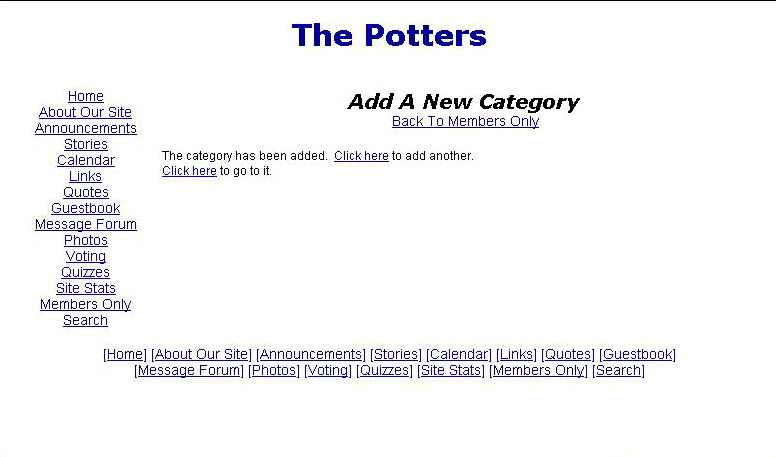 The Potters
Home
About Our Site
Announcements
Stories
Calendar
Links
Quotes
Guestbook
Message Forum
Photos
Voting
Quizzes
Site Stats
Members Only
Search
Add A New Category
Back To Members Only
The category has been added.  Click here to add another.
Click here to go to it.
[Home] [About Our Site] [Announcements] [Stories] [Calendar] [Links] [Quotes] [Guestbook]
[Message Forum] [Photos] [Voting] [Quizzes] [Site Stats] [Members Only] [Search]